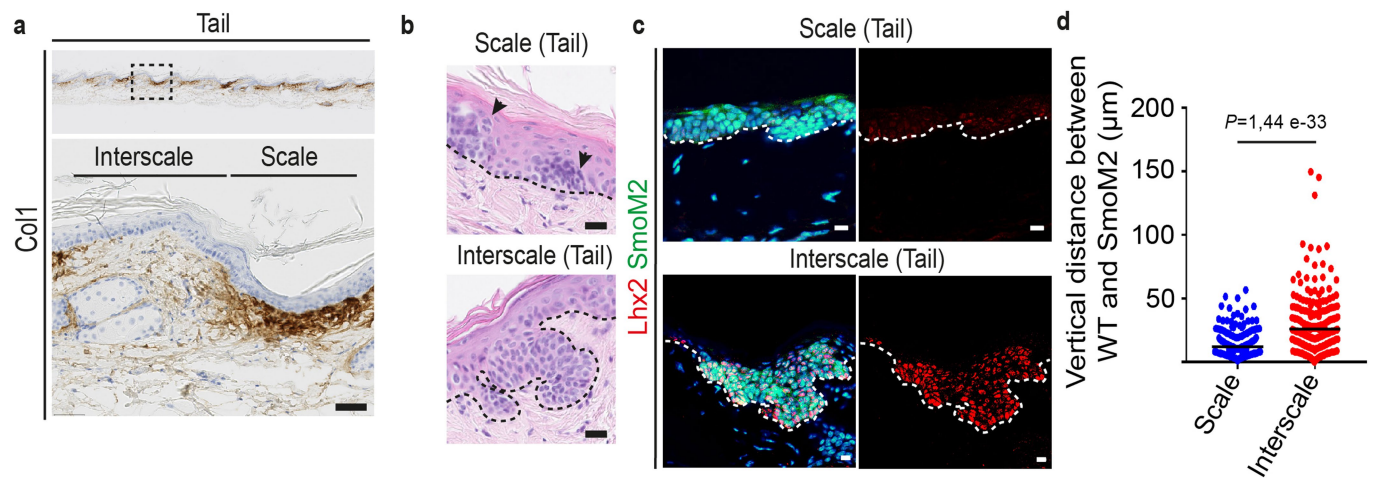 a
Tail
Interscale Scale
Col1
b
Scale (Tail)
Interscale (Tail)
c
Scale (Tail)
Interscale (Tail)
Lhx2 SmoM2
d
Vertical distance between
WT and SmoM2 (μm)
200
150
100
50
P=1,44 e-33
Scale
Interscale